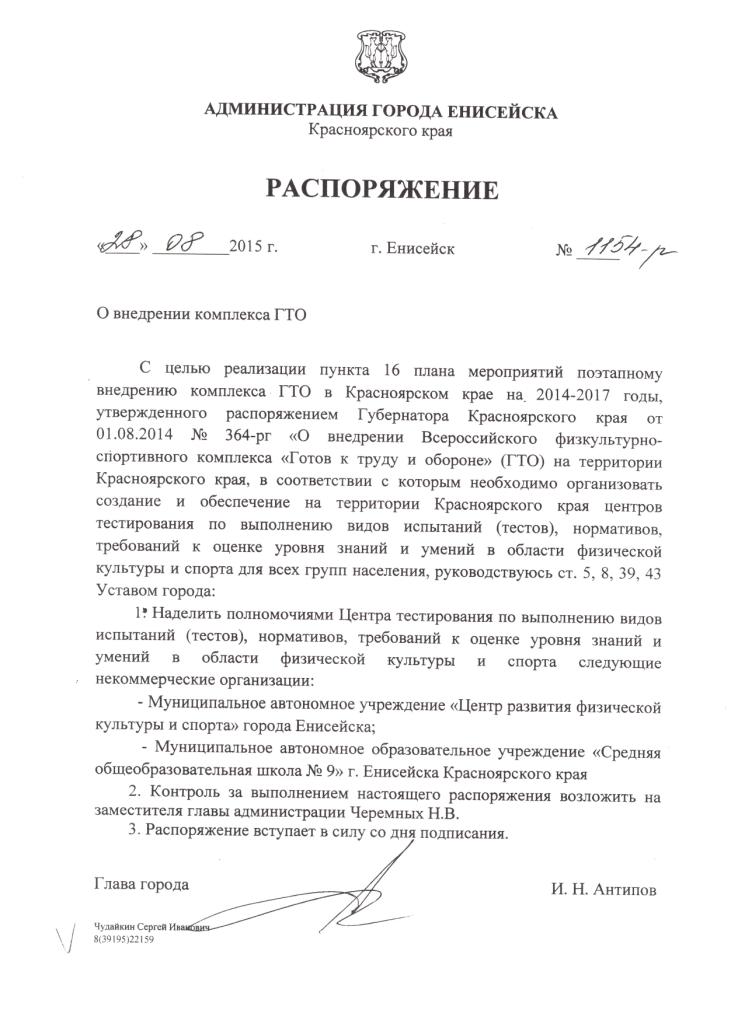 АДМИНИСТРАЦИЯ ГОРОДА ЕНИСЕЙСКА
Красноярского края
РАСПОРЯЖЕНИЕ
«28» 08 2015 г. г. Енисейск № 1154-р
О внедрении комплекса ГТО
С целью реализации пункта 16 плана мероприятий поэтапному
внедрению комплекса ГТО в Красноярском крае на 2014-2017 годы,
утвержденного распоряжением Губернатора Красноярского края от
01.08.2014 № 364-рг «О внедрении Всероссийского физкультурно-
спортивного комплекса «Готов к труду и обороне» (ГТО) на территории
Красноярского края, в соответствии с которым необходимо организовать
создание и обеспечение на территории Красноярского края центров
тестирования по выполнению видов испытаний (тестов), нормативов,
требований к оценке уровня знаний и умений в области физической
культуры и спорта для всех групп населения, руководствуюсь ст. 5, 8, 39, 43
Уставом города:
1. Наделить полномочиями Центра тестирования по выполнению видов
испытаний (тестов), нормативов, требований к оценке уровня знаний и
умений в области физической культуры и спорта следующие
некоммерческие организации:
- Муниципальное автономное учреждение «Центр развития физической
культуры и спорта» города Енисейска;
- Муниципальное автономное образовательное учреждение «Средняя
общеобразовательная школа № 9» г. Енисейска Красноярского края
2. Контроль за выполнением настоящего распоряжения возложить на
заместителя главы администрации Черемных Н.В.
3. Распоряжение вступает в силу со дня подписания.
Глава города И. Н. Антипов
Чудайкин Сергей Иванович
8(39195)22159